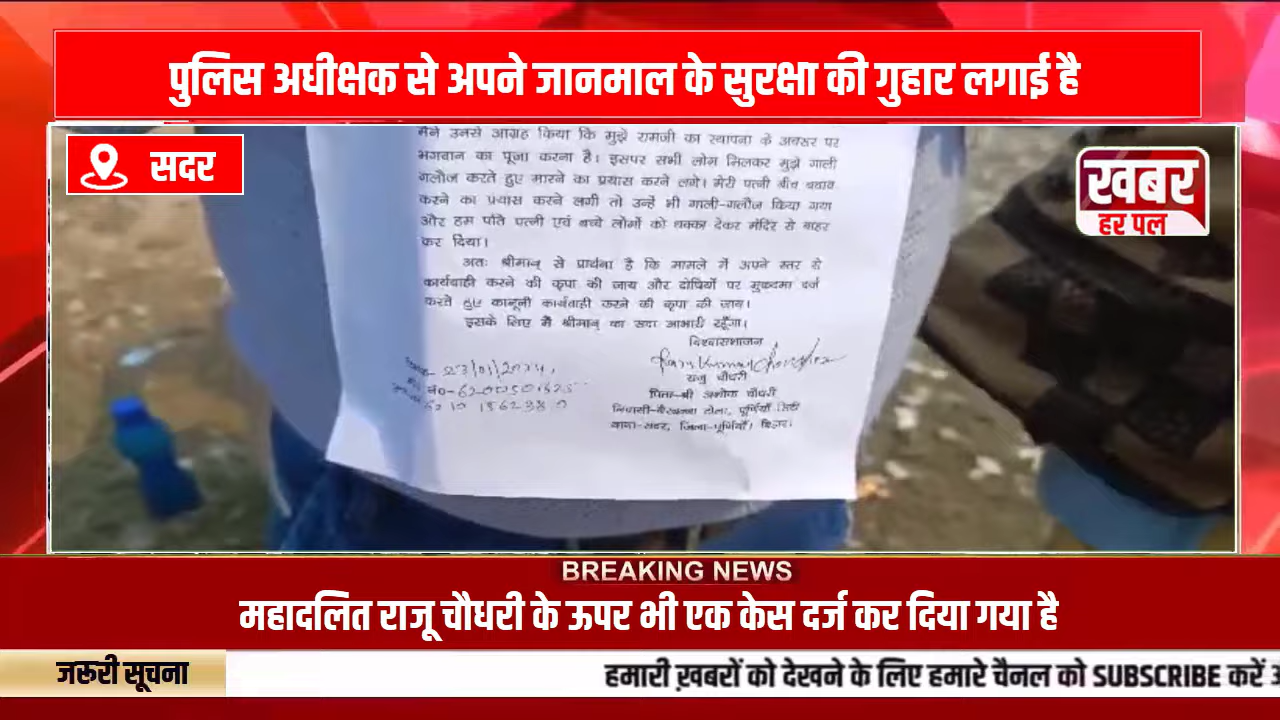 पुलिस अधीक्षक से अपने जानमाल के सुरक्षा की गुहार लगाई है
सदर
खबर
हर पल
मैने उनसे आग्रह किया कि मुझे रामजी का स्थापना के अवसर पर
भगवान का पूजा करना है। इसपर सभी लोग मिलकर मुझे गाली
गलौज करते हुए मारने का प्रयास करने लगे। मेरी पत्नी बीच बचाव
करने का प्रयास करने लगी तो उन्हें भी गाली-गलौज किया गया
और हम पति पत्नी एवं बच्चे लोगों को धक्का देकर मंदिर से बाहर
कर दिया।
अतः श्रीमान् से प्रार्थना है कि मामले में अपने स्तर से
कार्यवाही करने की कृपा की जाय और दोषियों पर मुकदमा दर्ज
करते हुए कानूनी कार्यवाही करने की कृपा की जाय।
इसके लिए मैं श्रीमान् का सदा आभारी रहूँगा।
विश्वासभाजन
राजु चौधरी
पिता-श्री अशोक चौधरी
टोला, पूर्णियाँ सिटी
थाना-सदर, जिला-पूर्णियाँ। बिहार।
BREAKING NEWS
महादलित राजू चौधरी के ऊपर भी एक केस दर्ज कर दिया गया है
जरूरी सूचना
हमारी ख़बरों को देखने के लिए हमारे चैनल को SUBSCRIBE करें